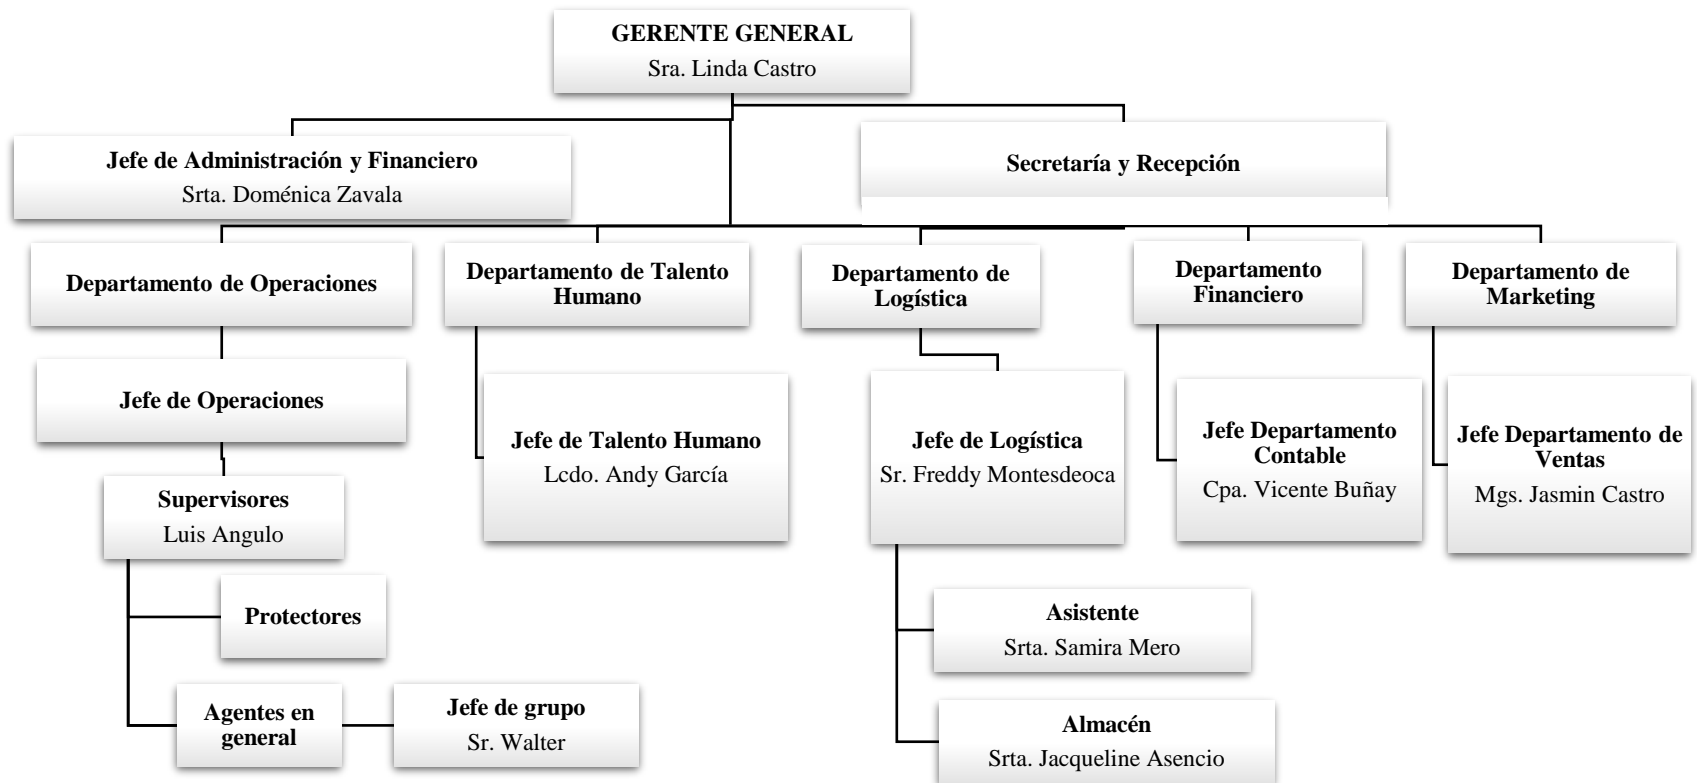 GERENTE GENERAL
Sra. Linda Castro
Jefe de Administración y Financiero
Srta. Doménica Zavala
Secretaría y Recepción
Departamento de Operaciones
Departamento de Talento
Humano
Departamento de
Logística
Departamento
Financiero
Departamento de
Marketing
Jefe de Operaciones
Jefe de Talento Humano
Lcdo. Andy García
Jefe de Logística
Sr. Freddy Montesdeoca
Jefe Departamento
Contable
Cpa. Vicente Buñay
Jefe Departamento de
Ventas
Mgs. Jasmin Castro
Supervisores
Luis Angulo
Protectores
Agentes en
general
Jefe de grupo
Sr. Walter
Asistente
Srta. Samira Mero
Almacén
Srta. Jacqueline Asencio